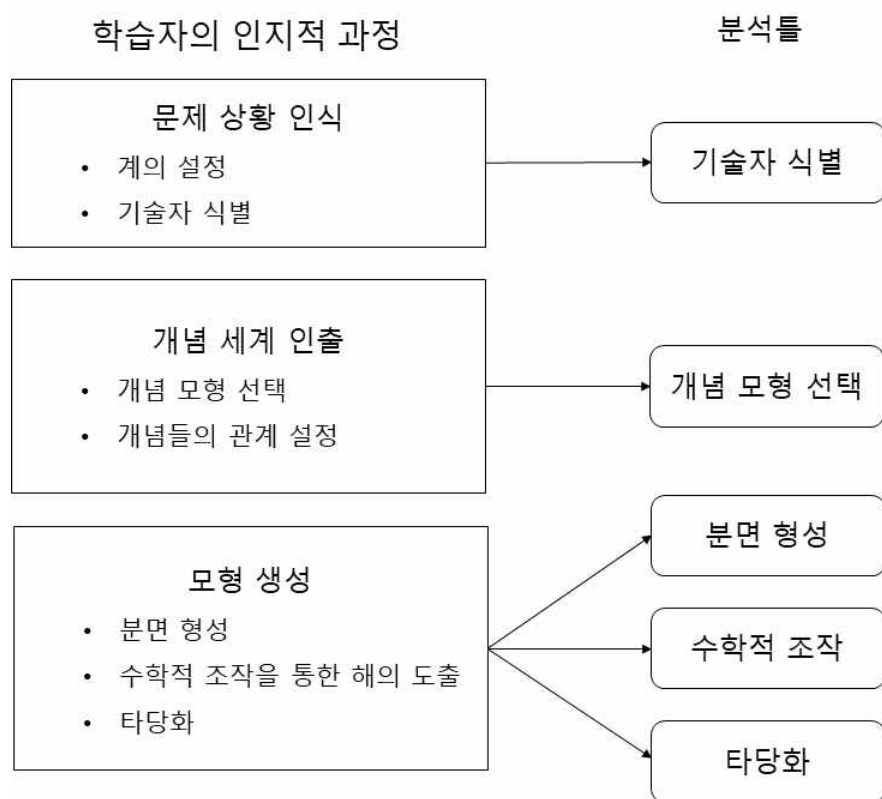 학습자의 인지적 과정
분석틀
문제 상황 인식
• 계의 설정
• 기술자 식별
기술자 식별
개념 세계 인출
• 개념 모형 선택
• 개념들의 관계 설정
개념 모형 선택
모형 생성
• 분면 형성
• 수학적 조작을 통한 해의 도출
• 타당화
분면 형성
수학적 조작
타당화